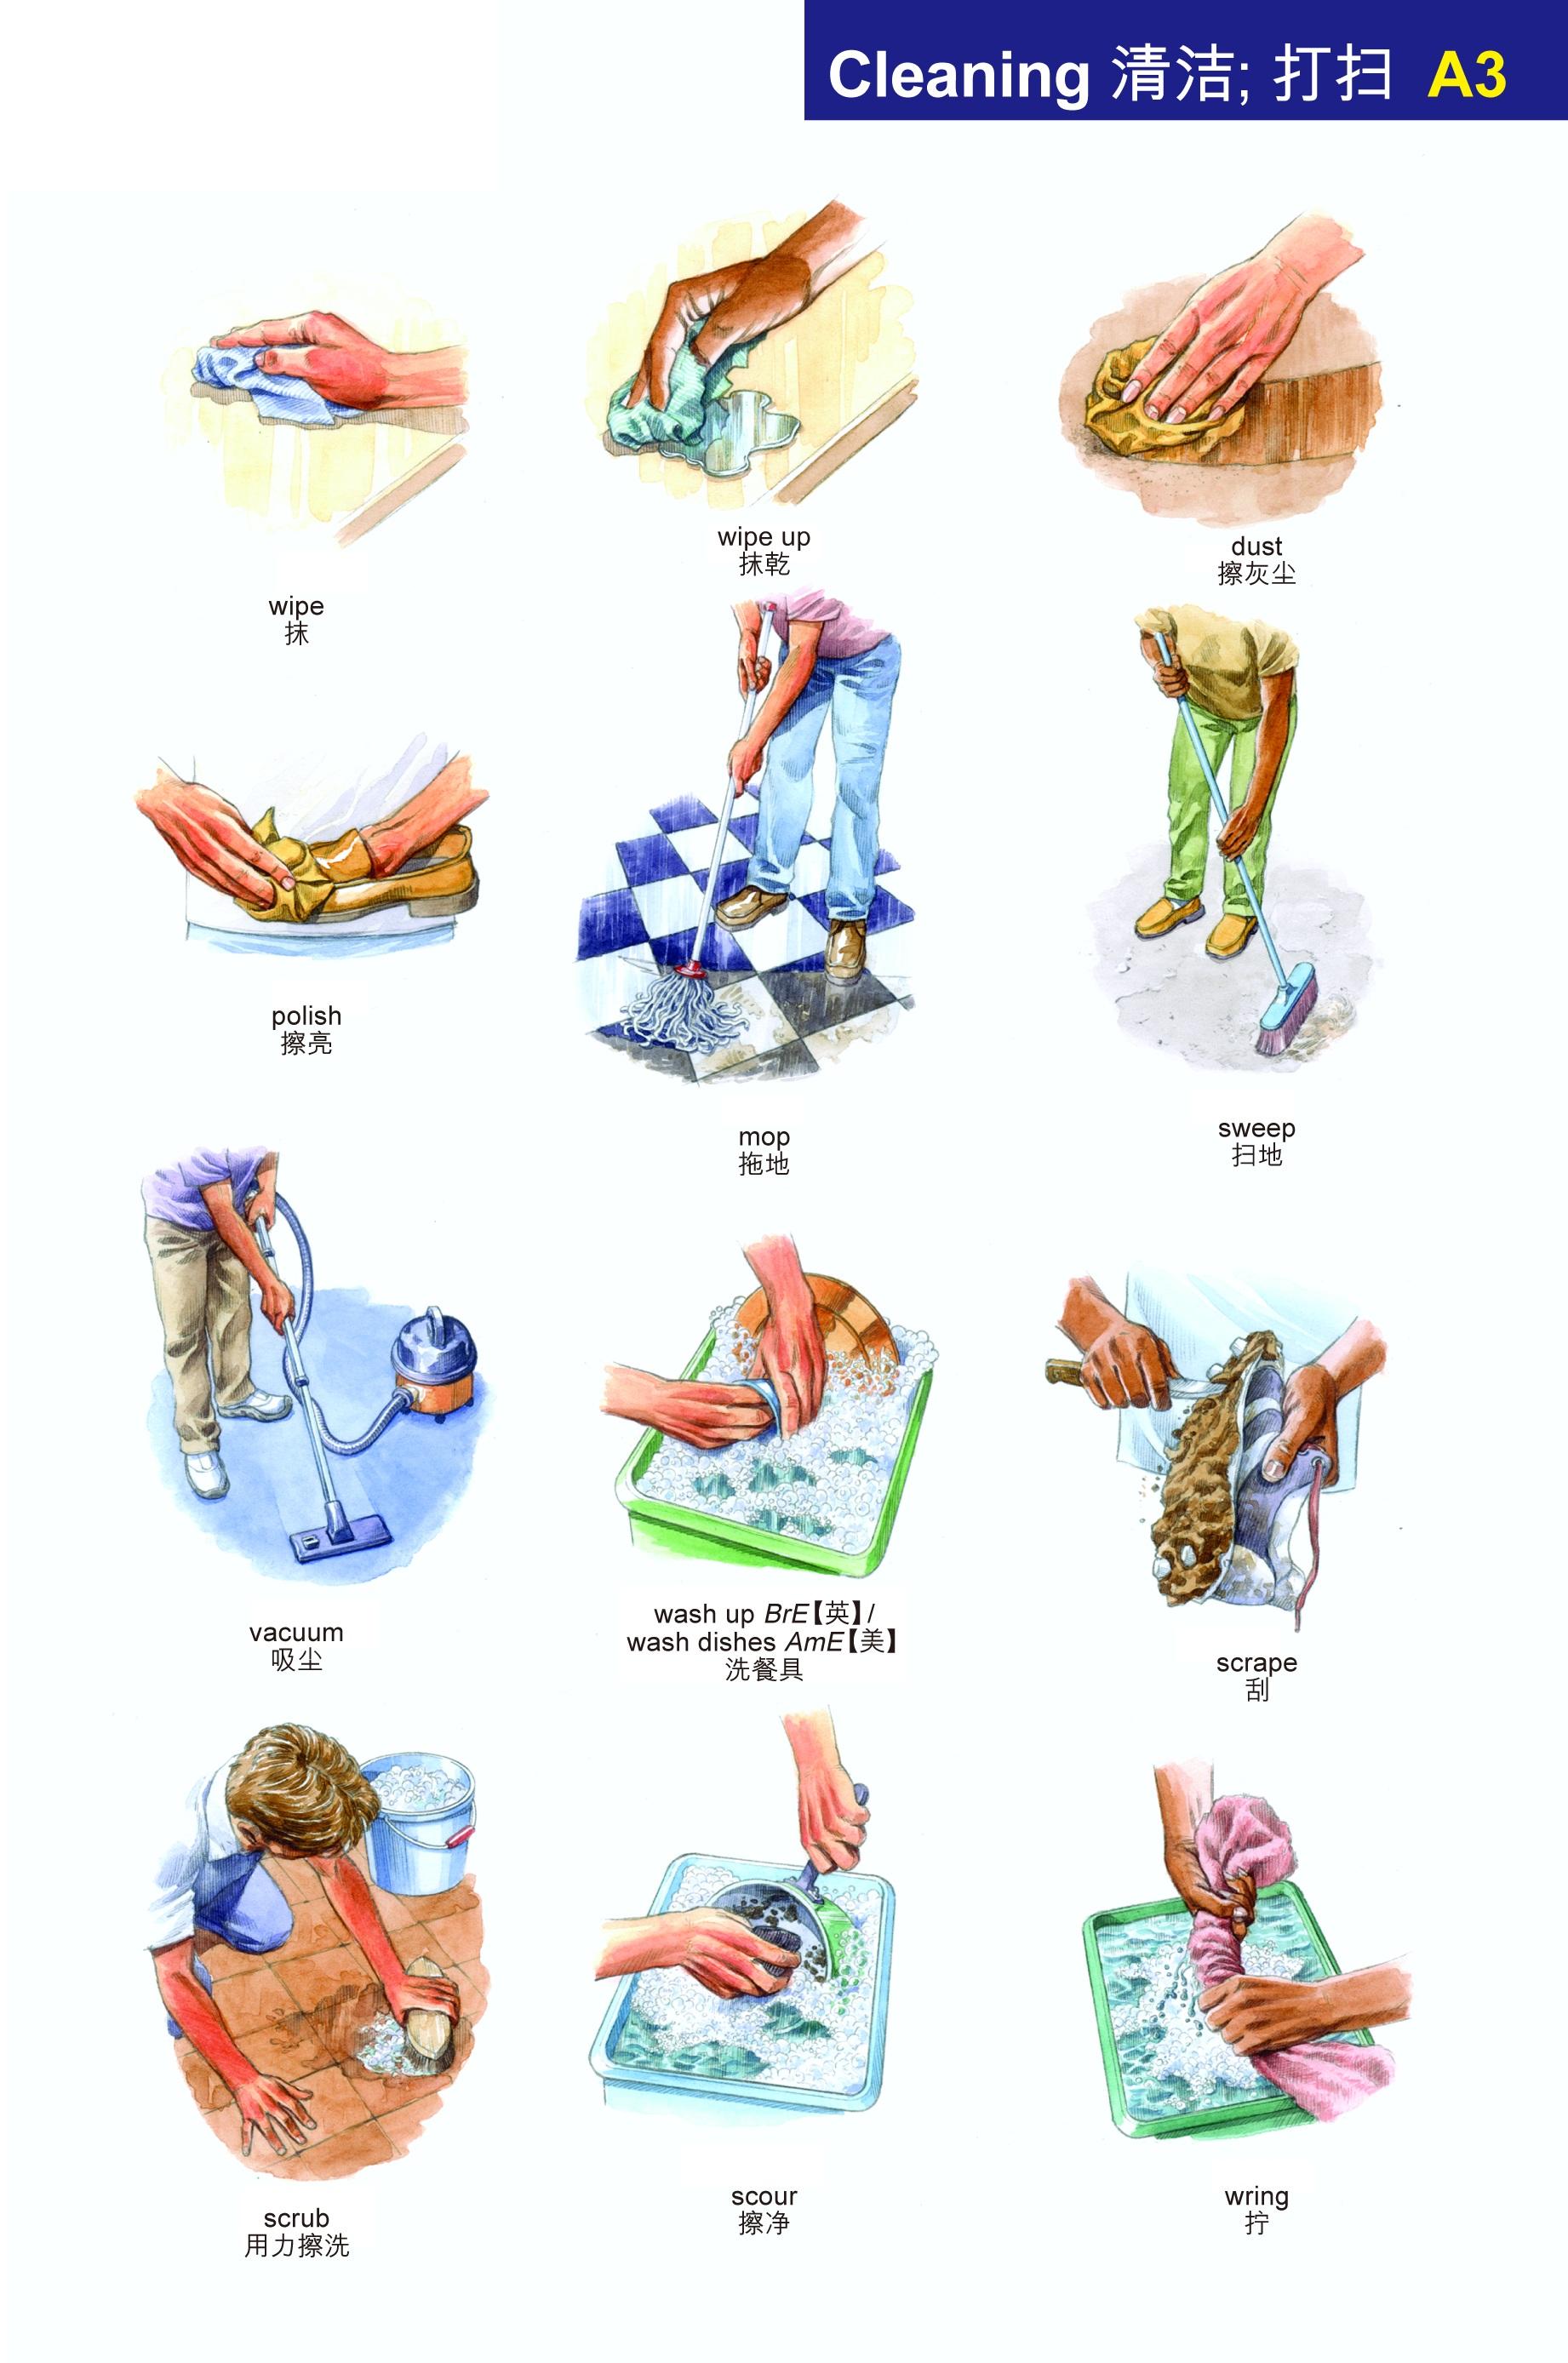 Cleaning 清洁; 打扫 A3
wipe
抹
wipe up
抹乾
dust
擦灰尘
polish
擦亮
mop
拖地
sweep
扫地
vacuum
吸尘
wash up BrE【英】/
wash dishes AmE【美】
洗餐具
scrape
刮
scrub
用力擦洗
scour
擦净
wring
拧